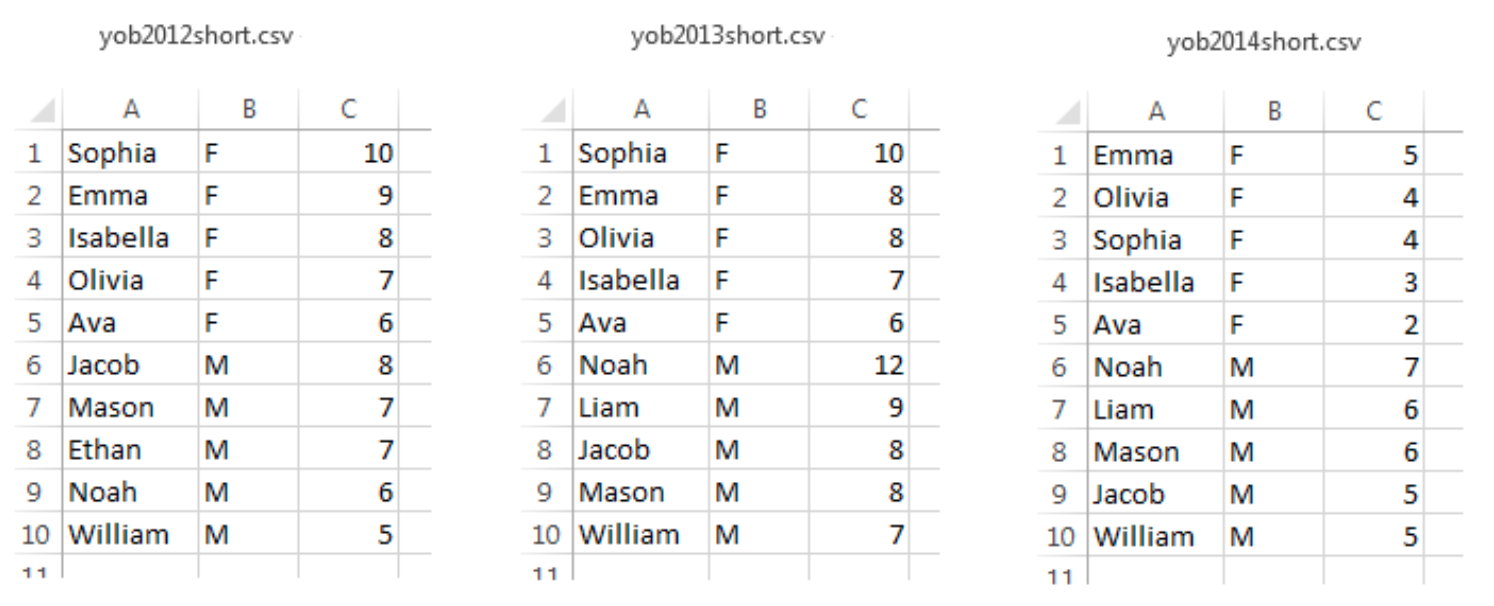 yob2012short.csv
A B C
1 Sophia F 10
2 Emma F 9
3 Isabella F 8
4 Olivia F 7
5 Ava F 6
6 Jacob M 8
7 Mason M 7
8 Ethan M 7
9 Noah M 6
10 William M 5
11
yob2013short.csv
A B C
1 Sophia F 10
2 Emma F 8
3 Olivia F 8
4 Isabella F 7
5 Ava F 6
6 Noah M 12
7 Liam M 9
8 Jacob M 8
9 Mason M 8
10 William M 7
11
yob2014short.csv
A B C
1 Emma F 5
2 Olivia F 4
3 Sophia F 4
4 Isabella F 3
5 Ava F 2
6 Noah M 7
7 Liam M 6
8 Mason M 6
9 Jacob M 5
10 William M 5
11